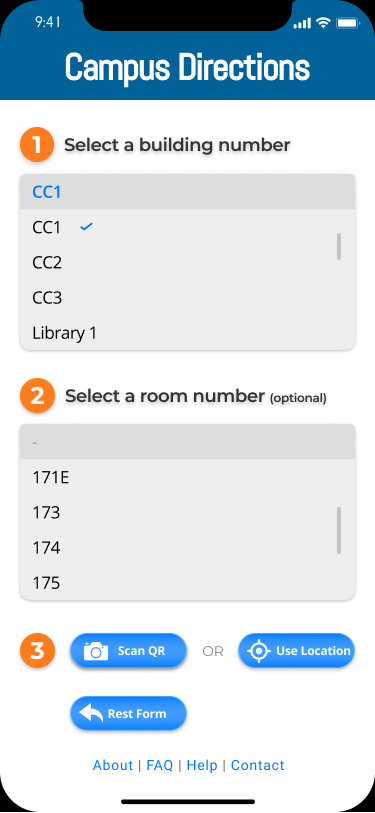 9:41
Campus Directions
1 Select a building number
CC1
CC1
CC2
CC3
Library 1
2 Select a room number (optional)
-
171E
173
174
175
3 Scan QR OR Use Location
Rest Form
About | FAQ | Help | Contact